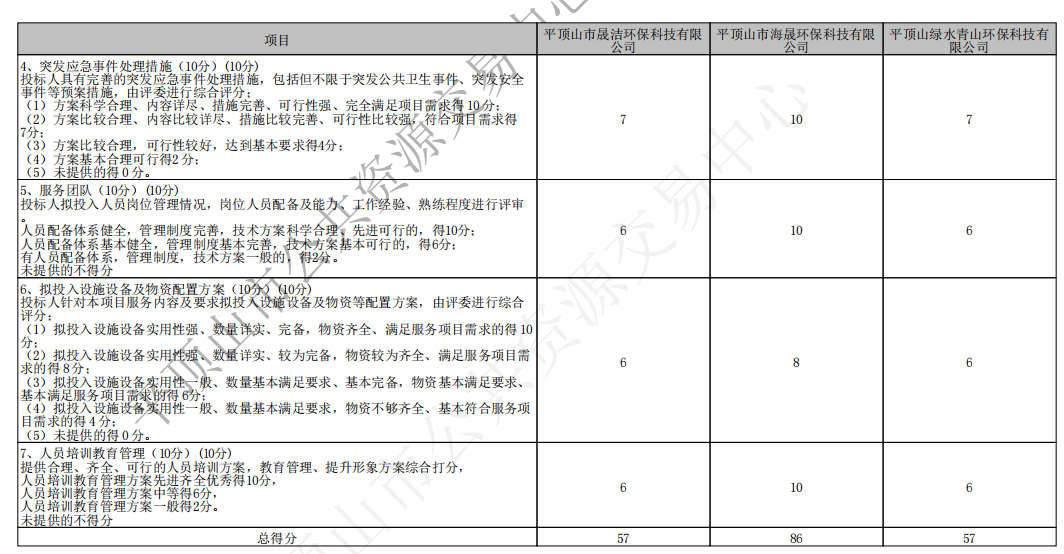 项目
平顶山市晟洁环保科技有限
公司
平顶山市海晟环保科技有限
公司
平顶山绿水青山环保科技有
限公司
4、突发应急事件处理措施（10分）(10分)
投标人具有完善的突发应急事件处理措施，包括但不限于突发公共卫生事件、突发安全
事件等预案措施，由评委进行综合评分；
（1）方案科学合理、内容详尽、措施完善、可行性强、完全满足项目需求得 10 分；
（2）方案比较合理、内容比较详尽、措施比较完善、可行性比较强，符合项目需求得
7分；
（3）方案比较合理，可行性较好，达到基本要求得4分；
（4）方案基本合理可行得2 分；
（5）未提供的得 0 分。
7
10
7
5、服务团队（10分）(10分)
投标人拟投入人员岗位管理情况，岗位人员配备及能力、工作经验、熟练程度进行评审
。
人员配备体系健全，管理制度完善，技术方案科学合理、先进可行的，得10分；
人员配备体系基本健全，管理制度基本完善，技术方案基本可行的，得6分；
有人员配备体系，管理制度，技术方案一般的，得2分。
未提供的不得分
6
10
6
6、拟投入设施设备及物资配置方案（10分）(10分)
投标人针对本项目服务内容及要求拟投入设施设备及物资等配置方案，由评委进行综合
评分；
（1）拟投入设施设备实用性强、数量详实、完备，物资齐全、满足服务项目需求的得 10
分；
（2）拟投入设施设备实用性强、数量详实、较为完备，物资较为齐全、满足服务项目需
求的得 8 分；
（3）拟投入设施设备实用性一般、数量基本满足要求、基本完备，物资基本满足要求、
基本满足服务项目需求的得 6分；
（4）拟投入设施设备实用性一般、数量基本满足要求，物资不够齐全、基本符合服务项
目需求的得 4 分；
（5）未提供的得 0 分。
6
8
6
7、人员培训教育管理（10分）(10分)
提供合理、齐全、可行的人员培训方案，教育管理、提升形象方案综合打分，
人员培训教育管理方案先进齐全优秀得10分，
人员培训教育管理方案中等得6分，
人员培训教育管理方案一般得2分。
未提供的不得分
6
10
6
总得分
57
86
57
平顶山市公共资源交易中心
平顶山市公共资源交易中心